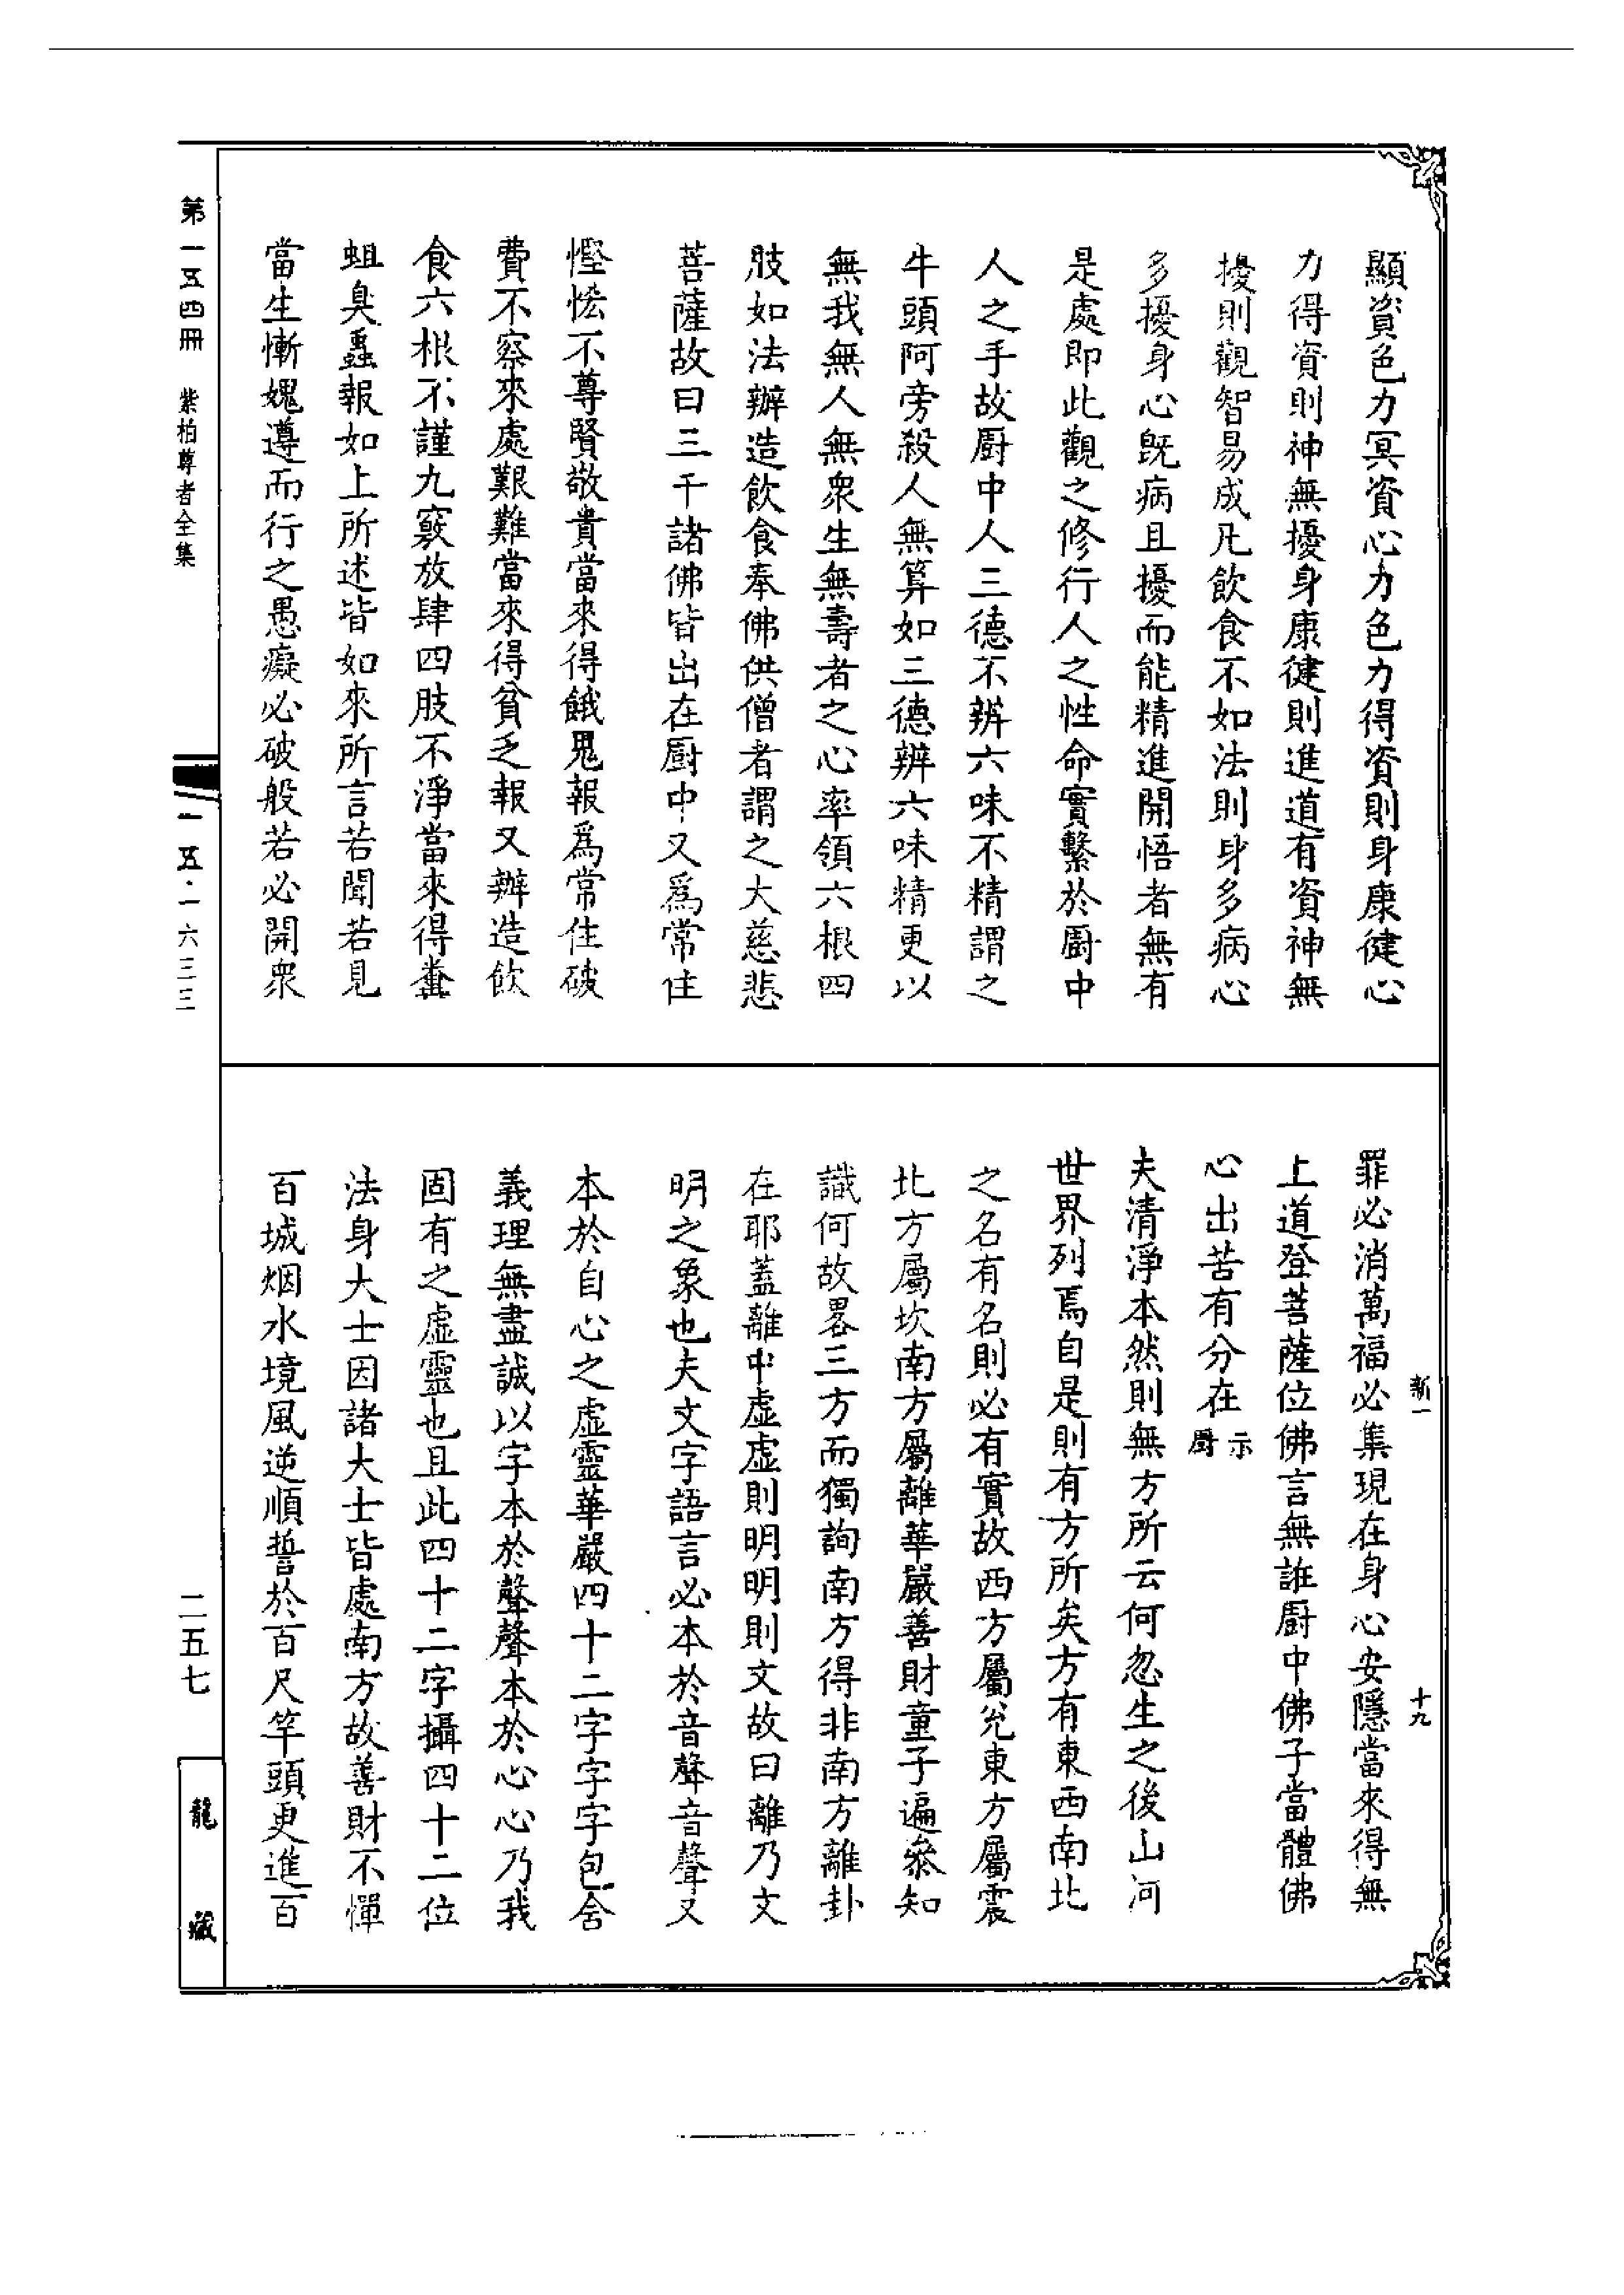 顯資色力冥資心力色力得資則身康健心
力得資則神無擾身康健則進道有資神無
擾則觀智易成凡飲食不如法則身多病心
多擾身心既病且擾而能精進開悟者無有
是處即此觀之修行人之性命實繫於廚中
人之手故廚中人三德不辨六味不精謂之
牛頭阿旁殺人無算如三德辨六味精更以
無我無人無衆生無壽者之心率領六根四
肢如法辦造飲食奉佛供僧者謂之大慈悲
菩薩故曰三千諸佛皆出在廚中又為常住
慳悋不尊賢敬貴當來得餓鬼報為常住破
費不察來處艱難當來得貧乏報又辦造飲
食六根不謹九竅放肆四肢不淨當來得糞
蛆臭蟲報如上所述皆如來所言若聞若見
當生慚媿遵而行之愚癡必破般若必開衆
罪必消萬福必集現在身心安隱當來得無
上道登菩薩位佛言無誑廚中佛子當體佛
心出苦有分在 示廚
夫清淨本然則無方所云何忽生之後山河
世界列焉自是則有方所矣方有東西南北
之名有名則必有實故西方屬兌東方屬震
北方屬坎南方屬離華嚴善財童子遍叅知
識何故畧三方而獨詢南方得非南方離卦
在耶蓋離中虛虛則明明則文故曰離乃文
明之象也夫文字語言必本於音聲音聲又
本於自心之虛靈華嚴四十二字字字包含
義理無盡誠以字本於聲聲本於心心乃我
固有之虛靈也且此四十二字攝四十二位
法身大士因諸大士皆處南方故善財不憚
百城烟水境風逆順誓於百尺竿頭更進百
新一
十九
第一五四冊 紫柏尊者全集
一五·一六三三
二五七
龍藏